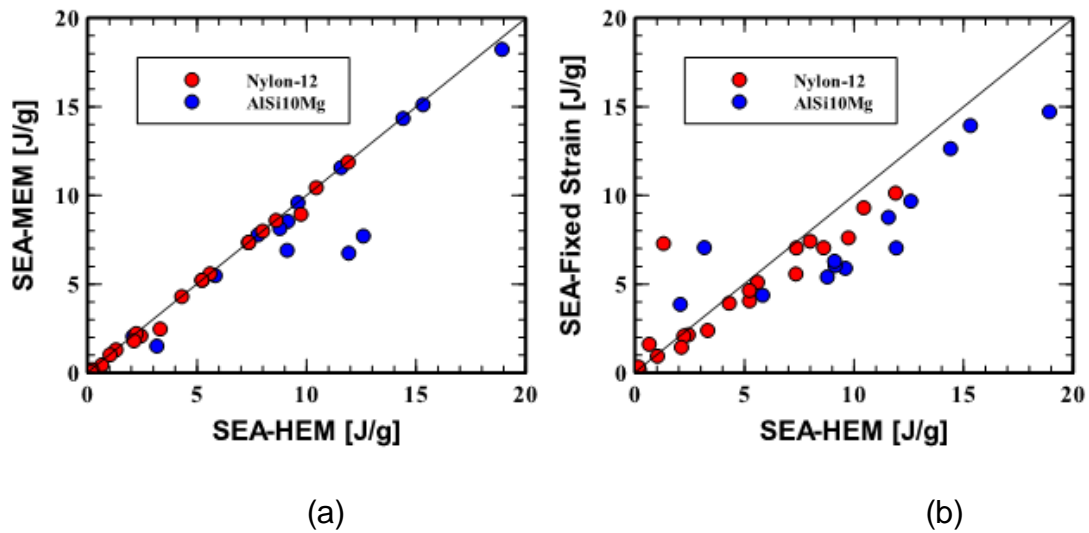 20
15
10
5
0
0 5 10 15 20
SEA-MEM [J/g]
SEA-HEM [J/g]
Nylon-12
AlSi10Mg
(a)
20
15
10
5
0
0 5 10 15 20
SEA-Fixed Strain [J/g]
SEA-HEM [J/g]
Nylon-12
AlSi10Mg
(b)